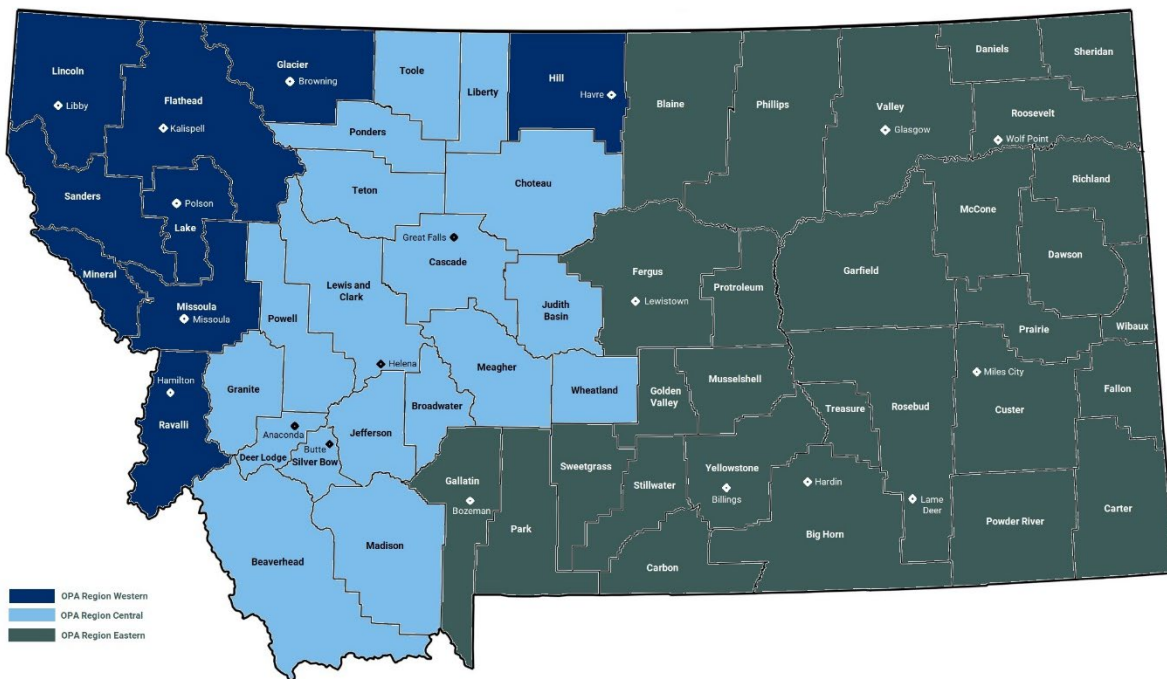 Lincoln
Libby
Flathead
Kalispell
Glacier
Browning
Toole
Liberty
Hill
Havre
Blaine
Phillips
Valley
Glasgow
Daniels
Sheridan
Roosevelt
Wolf Point
Ponders
Teton
Choteau
Sanders
Polson
Lake
Richland
McCone
Great Falls
Cascade
Mineral
Missoula
Missoula
Lewis and
Clark
Powell
Judith
Basin
Fergus
Lewistown
Protroleum
Garfield
Dawson
Prairie
Wibaux
Hamilton
Ravalli
Granite
Helena
Meagher
Wheatland
Golden
Valley
Musselshell
Treasure
Rosebud
Miles City
Custer
Fallon
Anaconda
Deer Lodge
Butte
Silver Bow
Jefferson
Broadwater
Gallatin
Bozeman
Park
Sweetgrass
Stillwater
Yellowstone
Billings
Hardin
Big Horn
Lame
Deer
Powder River
Carter
Beaverhead
Madison
Carbon
OPA Region Western
OPA Region Central
OPA Region Eastern